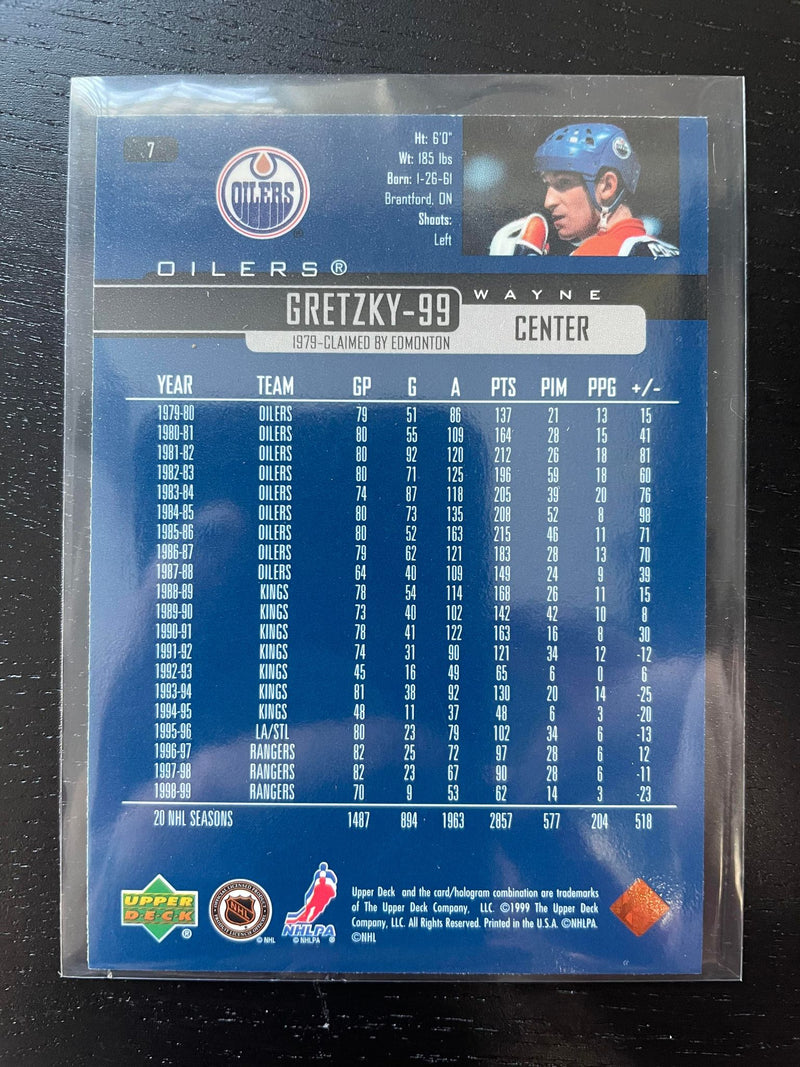 7
OILERS
Ht: 6'0"
Wt: 185 lbs
Born: 1-26-61
Brantford, ON
Shoots:
Left
OILERS®
WAYNE
GRETZKY-99
CENTER
1979-CLAIMED BY EDMONTON
YEAR TEAM GP G A PTS PIM PPG +/-
1979-80 OILERS 79 51 86 137 21 13 15
1980-81 OILERS 80 55 109 164 28 15 41
1981-82 OILERS 80 92 120 212 26 18 81
1982-83 OILERS 80 71 125 196 59 18 60
1983-84 OILERS 74 87 118 205 39 20 76
1984-85 OILERS 80 73 135 208 52 8 98
1985-86 OILERS 80 52 163 215 46 11 71
1986-87 OILERS 79 62 121 183 28 13 70
1987-88 OILERS 64 40 109 149 24 9 39
1988-89 KINGS 78 54 114 168 26 11 15
1989-90 KINGS 73 40 102 142 42 10 8
1990-91 KINGS 78 41 122 163 16 8 30
1991-92 KINGS 74 31 90 121 34 12 -12
1992-93 KINGS 45 16 49 65 6 0 6
1993-94 KINGS 81 38 92 130 20 14 -25
1994-95 KINGS 48 11 37 48 6 3 -20
1995-96 LA/STL 80 23 79 102 34 6 -13
1996-97 RANGERS 82 25 72 97 28 6 12
1997-98 RANGERS 82 23 67 90 28 6 -11
1998-99 RANGERS 70 9 53 62 14 3 -23
20 NHL SEASONS 1487 894 1963 2857 577 204 518
UPPER
DECK
®
NHL
© NHL
NHLPA
© NHLPA ®
Upper Deck and the card/hologram combination are trademarks
of The Upper Deck Company, LLC. ©1999 The Upper Deck
Company, LLC. All Rights Reserved. Printed in the U.S.A. ©NHLPA.
©NHL